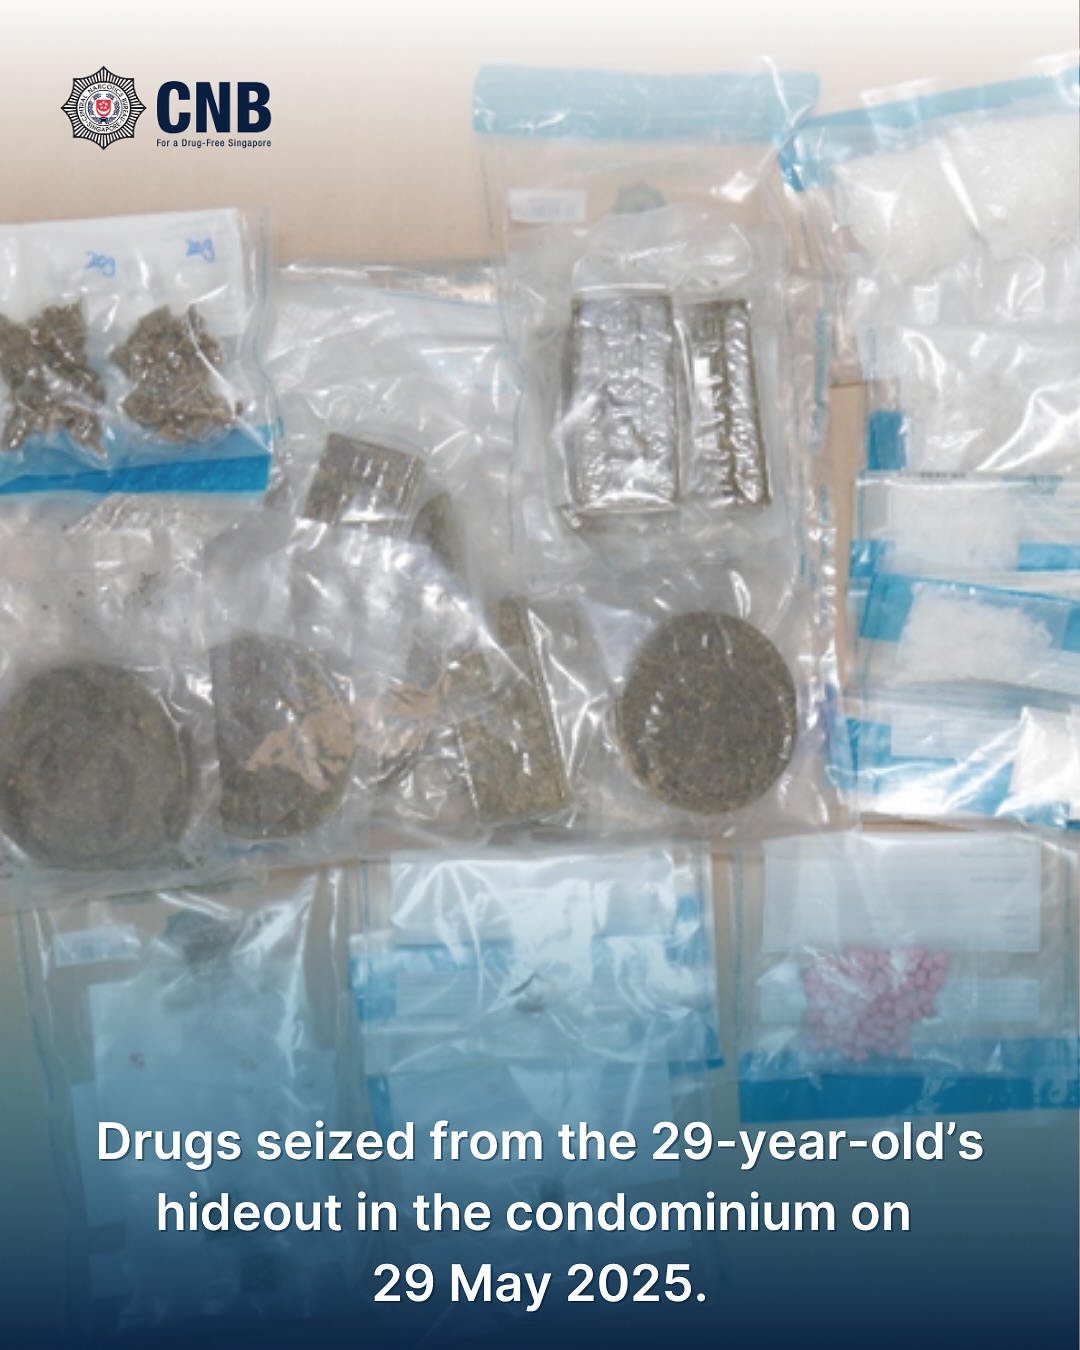 CENTRAL NARCOTICS BUREAU
SINGAPORE
CNB
For a Drug-Free Singapore
20g
20g
Drugs seized from the 29-year-old’s
hideout in the condominium on
29 May 2025.